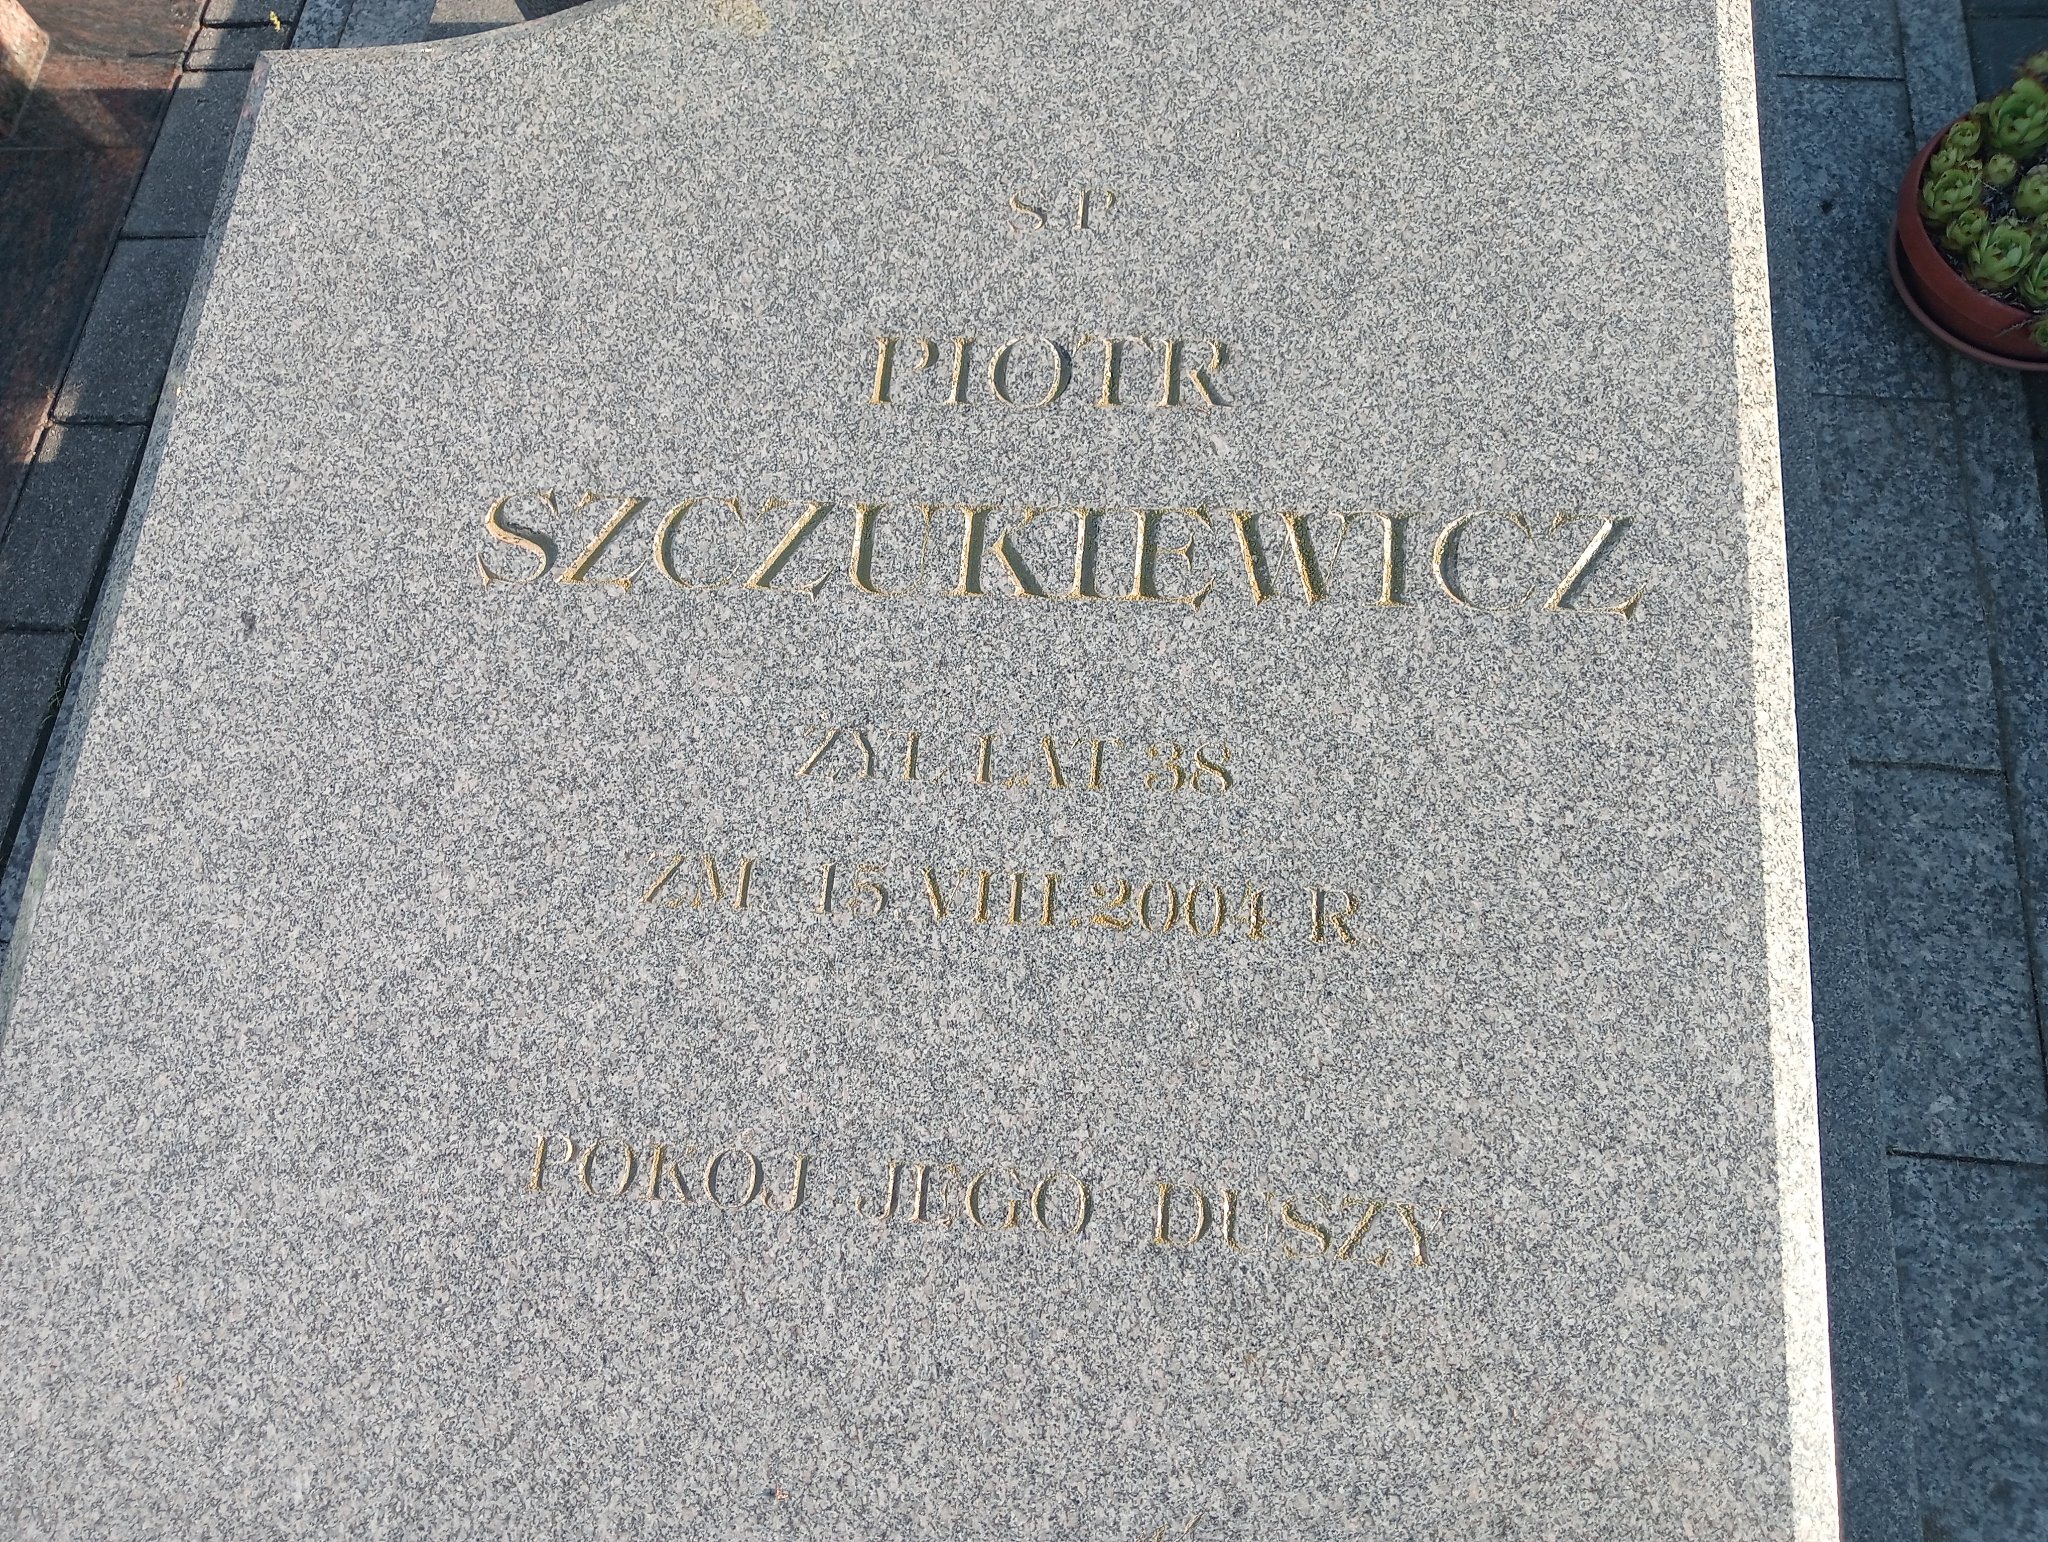 Ś.P
PIOTR
SZCZUKIEWICZ
ŻYŁ LAT 38
ZM. 15 VIII.2004 R.
POKÓJ JEGO DUSZY